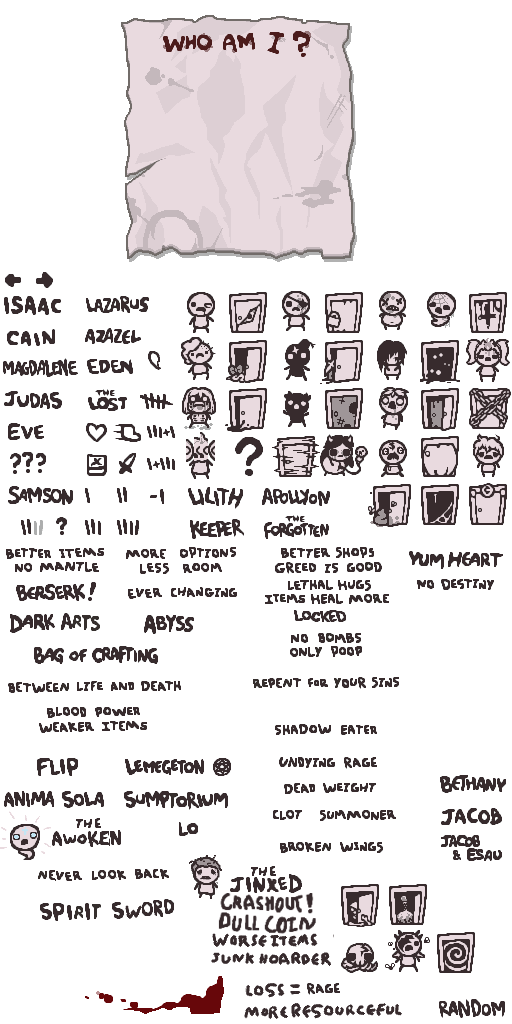 WHO AM I?
ISAAC
LAZARUS
CAIN
AZAZEL
MAGDALENE
EDEN
JUDAS
THE
LOST
EVE
III+I
???
I+III
SAMSON
I
II
-I
LILITH
APOLLYON
IIII
?
III
IIII
KEEPER
THE
FORGOTTEN
BETTER ITEMS
NO MANTLE
MORE OPTIONS
LESS ROOM
BETTER SHOPS
GREED IS GOOD
YUM HEART
BERSERK!
EVER CHANGING
LETHAL HUGS
ITEMS HEAL MORE
NO DESTINY
DARK ARTS
ABYSS
LOCKED
BAG OF CRAFTING
NO BOMBS
ONLY POOP
BETWEEN LIFE AND DEATH
REPENT FOR YOUR SINS
BLOOD POWER
WEAKER ITEMS
SHADOW EATER
FLIP
LEMEGETON
UNDYING RAGE
ANIMA SOLA
SUMPTORIUM
DEAD WEIGHT
BETHANY
THE
AWOKEN
LO
CLOT SUMMONER
JACOB
BROKEN WINGS
JACOB
& ESAU
NEVER LOOK BACK
THE
JINXED
SPIRIT SWORD
CRASHOUT!
DULL COIN
WORSE ITEMS
JUNK HOARDER
LOSS = RAGE
MORE RESOURCEFUL
RANDOM